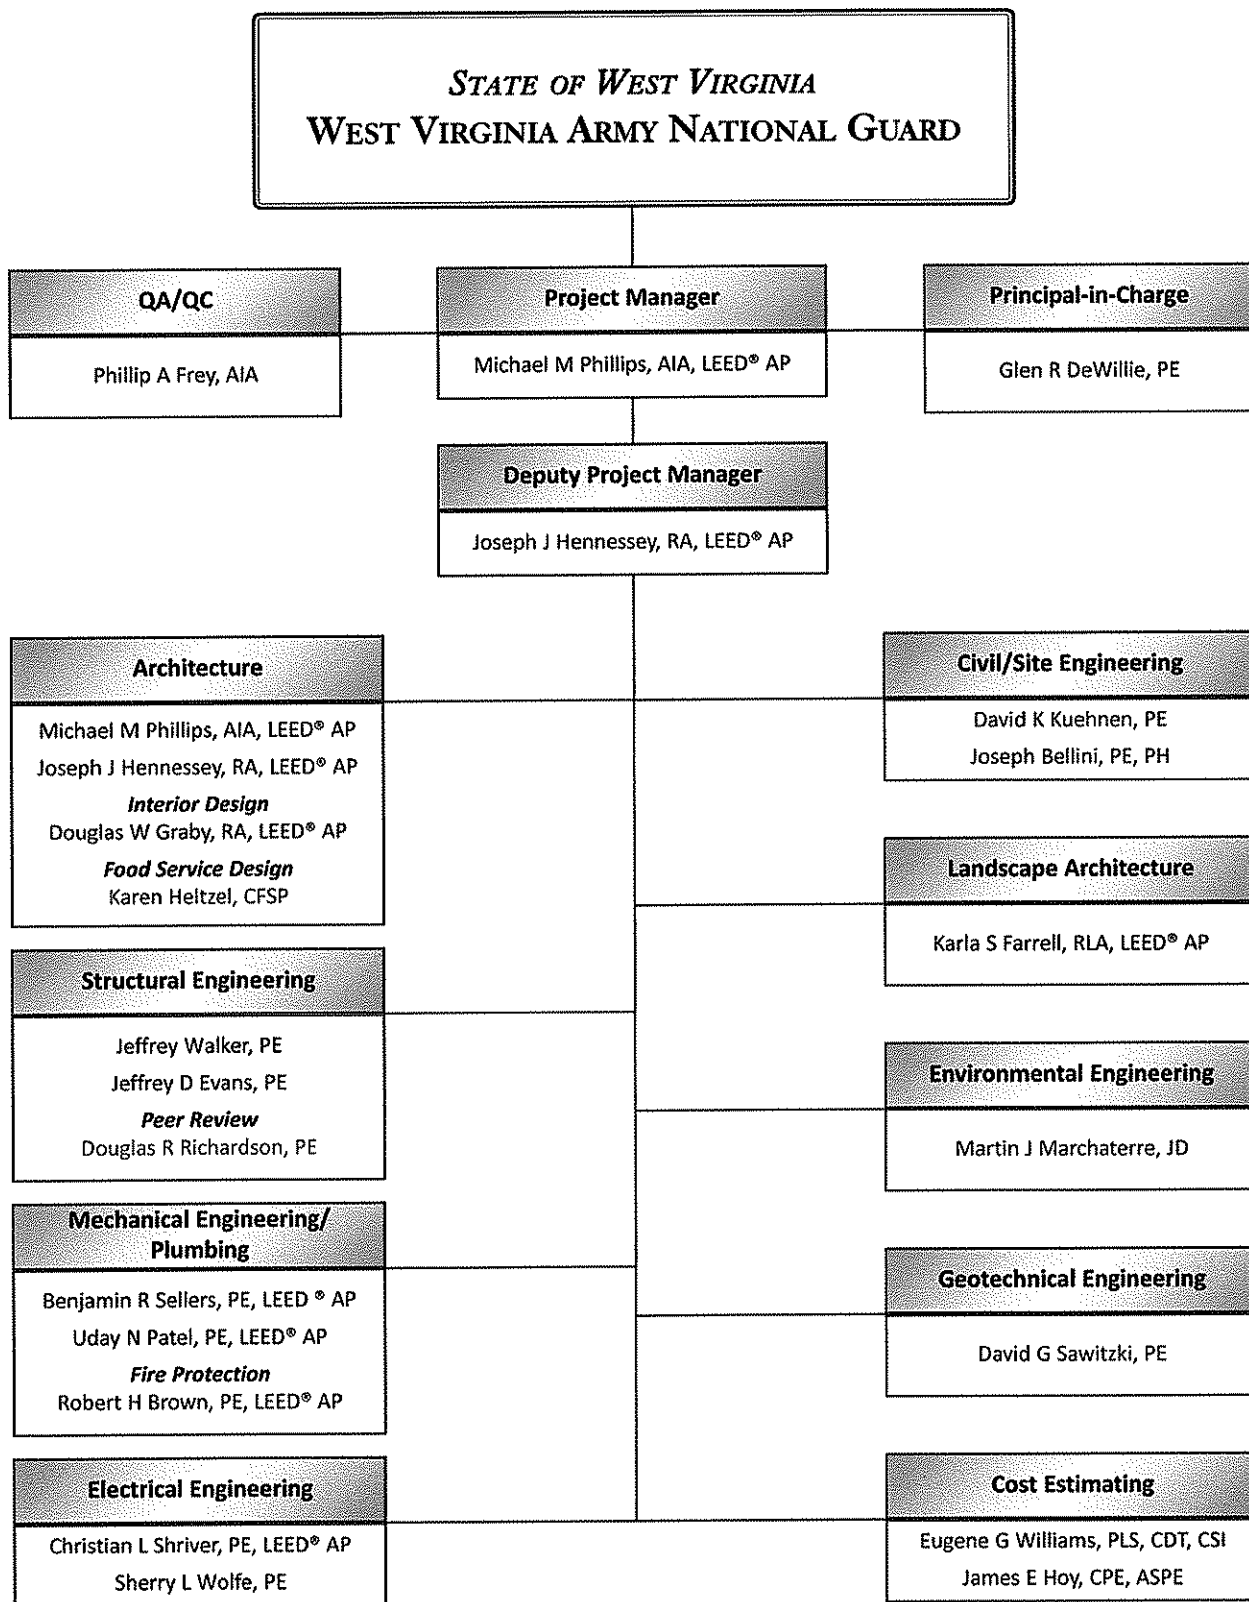 STATE OF WEST VIRGINIA
WEST VIRGINIA ARMY NATIONAL GUARD
QA/QC
Phillip A Frey, AIA
Project Manager
Michael M Phillips, AIA, LEED® AP
Principal-in-Charge
Glen R DeWillie, PE
Deputy Project Manager
Joseph J Hennessey, RA, LEED® AP
Architecture
Michael M Phillips, AIA, LEED® AP
Joseph J Hennessey, RA, LEED® AP
Interior Design
Douglas W Graby, RA, LEED® AP
Food Service Design
Karen Heltzel, CFSP
Structural Engineering
Jeffrey Walker, PE
Jeffrey D Evans, PE
Peer Review
Douglas R Richardson, PE
Mechanical Engineering/
Plumbing
Benjamin R Sellers, PE, LEED ® AP
Uday N Patel, PE, LEED® AP
Fire Protection
Robert H Brown, PE, LEED® AP
Electrical Engineering
Christian L Shriver, PE, LEED® AP
Sherry L Wolfe, PE
Civil/Site Engineering
David K Kuehnen, PE
Joseph Bellini, PE, PH
Landscape Architecture
Karla S Farrell, RLA, LEED® AP
Environmental Engineering
Martin J Marchaterre, JD
Geotechnical Engineering
David G Sawitzki, PE
Cost Estimating
Eugene G Williams, PLS, CDT, CSI
James E Hoy, CPE, ASPE